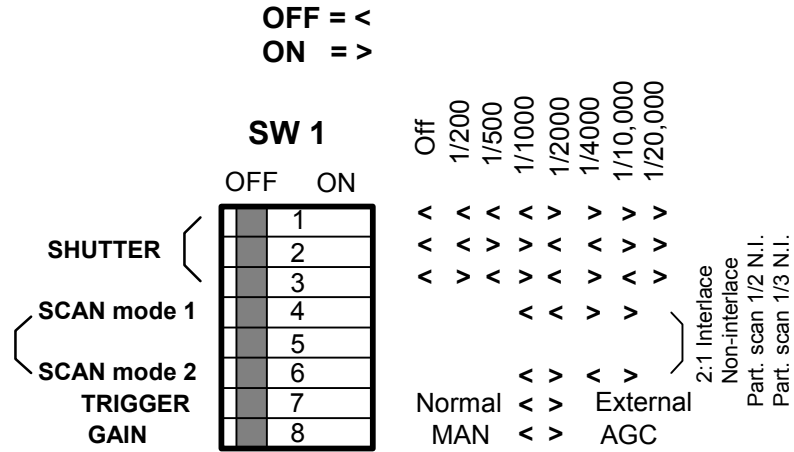 OFF = <
ON = >
SW 1
OFF ON
Off
1/200
1/500
1/1000
1/2000
1/4000
1/10,000
1/20,000
SHUTTER
1 < < < < > > > >
2 < < > > < < > >
3 < > < > < > < >
SCAN mode 1 4 < < > >
5
SCAN mode 2 6 < > < >
2:1 Interlace
Non-interlace
Part. scan 1/2 N.I.
Part. scan 1/3 N.I.
TRIGGER 7 Normal < > External
GAIN 8 MAN < > AGC